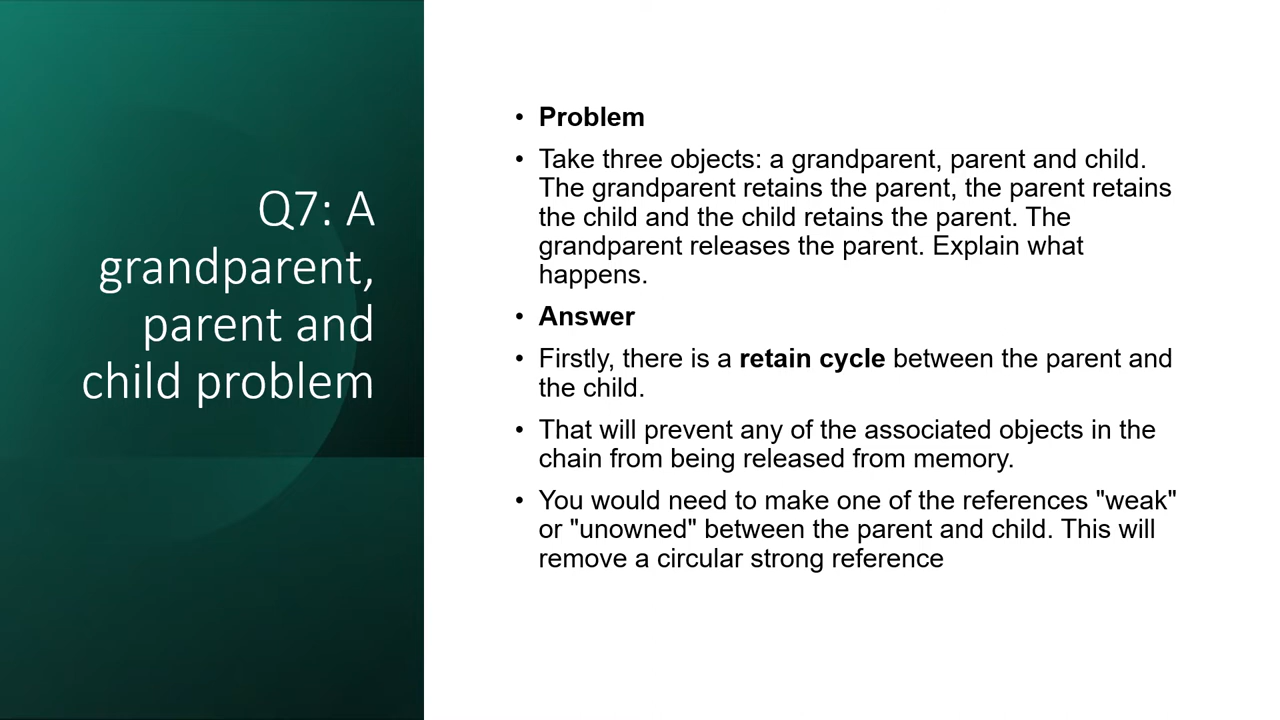 Q7: A
grandparent,
parent and
child problem
• Problem
• Take three objects: a grandparent, parent and child.
The grandparent retains the parent, the parent retains
the child and the child retains the parent. The
grandparent releases the parent. Explain what
happens.
• Answer
• Firstly, there is a retain cycle between the parent and
the child.
• That will prevent any of the associated objects in the
chain from being released from memory.
• You would need to make one of the references "weak"
or "unowned" between the parent and child. This will
remove a circular strong reference